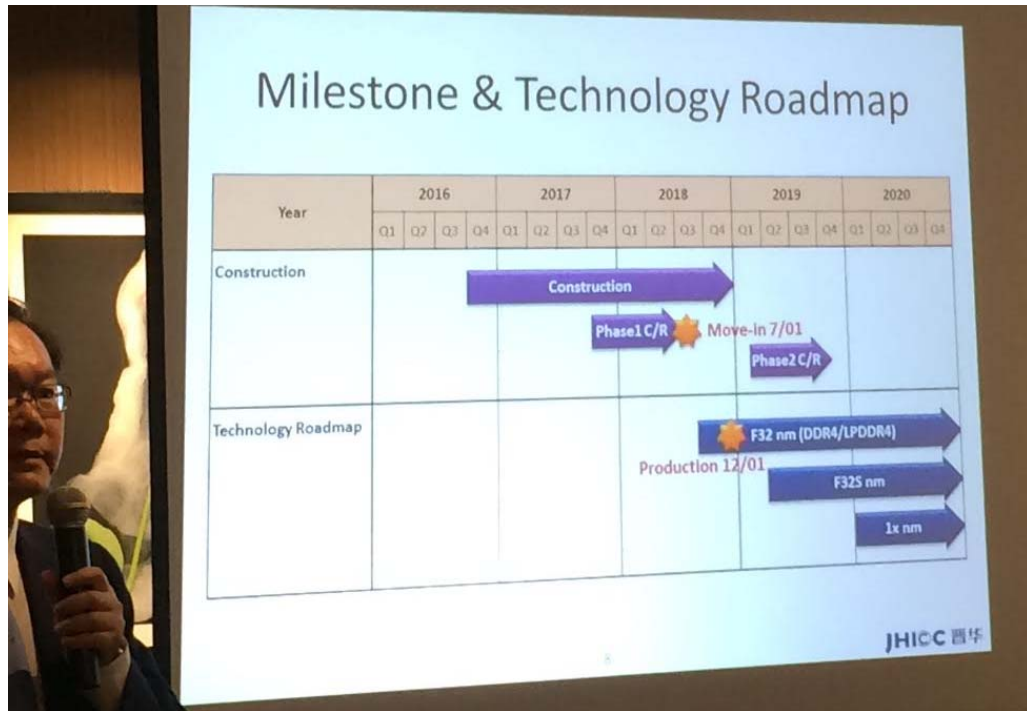 Milestone & Technology Roadmap
Year
2016 2017 2018 2019 2020
Q1 Q2 Q3 Q4 Q1 Q2 Q3 Q4 Q1 Q2 Q3 Q4 Q1 Q2 Q3 Q4 Q1 Q2 Q3 Q4
Construction
Construction
Phase1 C/R
Move-in 7/01
Phase2 C/R
Technology Roadmap
F32 nm (DDR4/LPDDR4)
Production 12/01
F32S nm
1x nm
JHICC 晋华